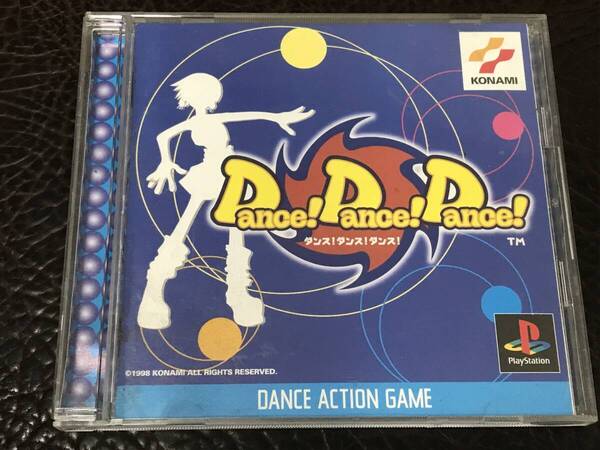 KONAMI
Dance! Dance! Dance!
ダンス!ダンス!ダンス!
TM
PlayStation
©1998 KONAMI ALL RIGHTS RESERVED.
DANCE ACTION GAME